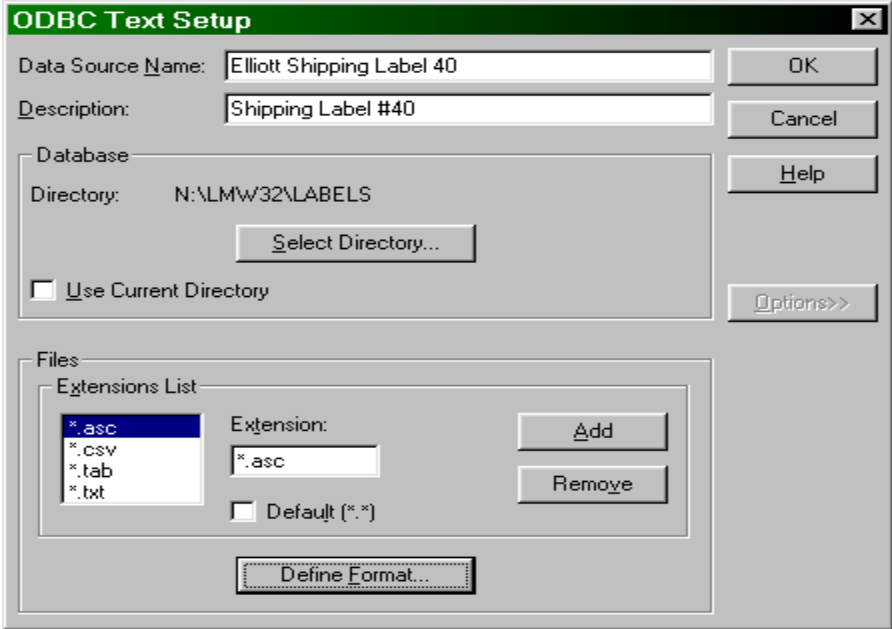 ODBC Text Setup
Data Source Name: Elliott Shipping Label 40 OK
Description: Shipping Label #40 Cancel
Database Help
Directory: N:\LMW32\LABELS
Select Directory...
Use Current Directory Options>>
Files
Extensions List
*.asc
*.csv
*.tab
*.txt
Extension:
*.asc
Default (*.*)
Add
Remove
Define Format...